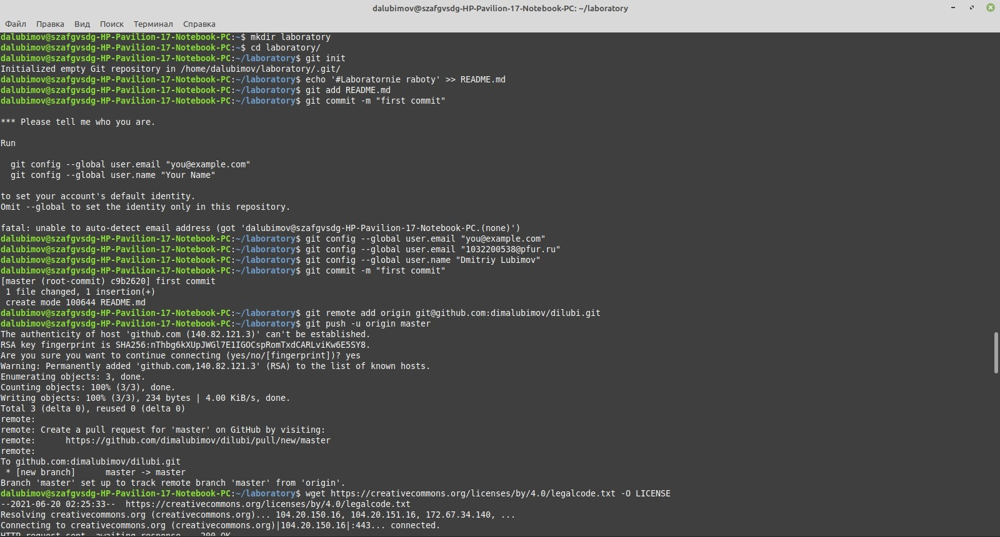 dalubimov@szafgvsdg-HP-Pavilion-17-Notebook-PC: ~/laboratory
Файл Правка Вид Поиск Терминал Справка
dalubimov@szafgvsdg-HP-Pavilion-17-Notebook-PC:~$ mkdir laboratory
dalubimov@szafgvsdg-HP-Pavilion-17-Notebook-PC:~$ cd laboratory/
dalubimov@szafgvsdg-HP-Pavilion-17-Notebook-PC:~/laboratory$ git init
Initialized empty Git repository in /home/dalubimov/laboratory/.git/
dalubimov@szafgvsdg-HP-Pavilion-17-Notebook-PC:~/laboratory$ echo '#Laboratornie raboty' >> README.md
dalubimov@szafgvsdg-HP-Pavilion-17-Notebook-PC:~/laboratory$ git add README.md
dalubimov@szafgvsdg-HP-Pavilion-17-Notebook-PC:~/laboratory$ git commit -m "first commit"

*** Please tell me who you are.

Run

  git config --global user.email "you@example.com"
  git config --global user.name "Your Name"

to set your account's default identity.
Omit --global to set the identity only in this repository.

fatal: unable to auto-detect email address (got 'dalubimov@szafgvsdg-HP-Pavilion-17-Notebook-PC.(none)')
dalubimov@szafgvsdg-HP-Pavilion-17-Notebook-PC:~/laboratory$ git config --global user.email "you@example.com"
dalubimov@szafgvsdg-HP-Pavilion-17-Notebook-PC:~/laboratory$ git config --global user.email "1032200538@pfur.ru"
dalubimov@szafgvsdg-HP-Pavilion-17-Notebook-PC:~/laboratory$ git config --global user.name "Dmitriy Lubimov"
dalubimov@szafgvsdg-HP-Pavilion-17-Notebook-PC:~/laboratory$ git commit -m "first commit"
[master (root-commit) c9b2620] first commit
 1 file changed, 1 insertion(+)
 create mode 100644 README.md
dalubimov@szafgvsdg-HP-Pavilion-17-Notebook-PC:~/laboratory$ git remote add origin git@github.com:dimalubimov/dilubi.git
dalubimov@szafgvsdg-HP-Pavilion-17-Notebook-PC:~/laboratory$ git push -u origin master
The authenticity of host 'github.com (140.82.121.3)' can't be established.
RSA key fingerprint is SHA256:nThbg6kXUpJWGl7E1IGOCspRomTxdCARLviKw6E5SY8.
Are you sure you want to continue connecting (yes/no/[fingerprint])? yes
Warning: Permanently added 'github.com,140.82.121.3' (RSA) to the list of known hosts.
Enumerating objects: 3, done.
Counting objects: 100% (3/3), done.
Writing objects: 100% (3/3), 234 bytes | 4.00 KiB/s, done.
Total 3 (delta 0), reused 0 (delta 0)
remote:
remote: Create a pull request for 'master' on GitHub by visiting:
remote:      https://github.com/dimalubimov/dilubi/pull/new/master
remote:
To github.com:dimalubimov/dilubi.git
 * [new branch]      master -> master
Branch 'master' set up to track remote branch 'master' from 'origin'.
dalubimov@szafgvsdg-HP-Pavilion-17-Notebook-PC:~/laboratory$ wget https://creativecommons.org/licenses/by/4.0/legalcode.txt -O LICENSE
--2021-06-20 02:25:33--  https://creativecommons.org/licenses/by/4.0/legalcode.txt
Resolving creativecommons.org (creativecommons.org)... 104.20.150.16, 104.20.151.16, 172.67.34.140, ...
Connecting to creativecommons.org (creativecommons.org)|104.20.150.16|:443... connected.
HTTP request sent, awaiting response... 200 OK